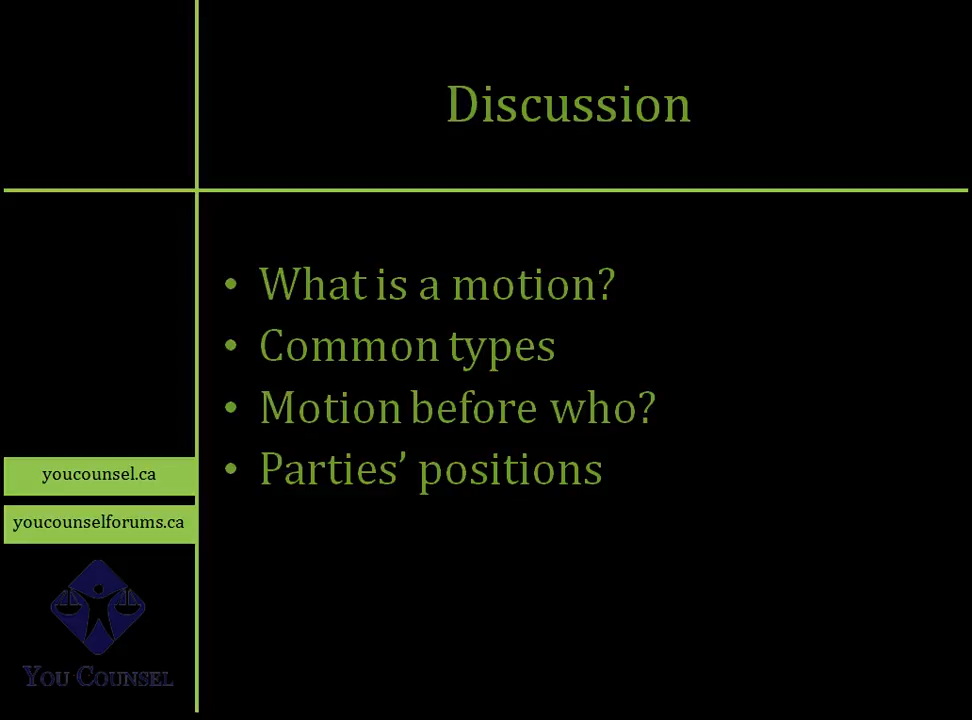 Discussion
• What is a motion?
• Common types
• Motion before who?
• Parties’ positions
youcounsel.ca
youcounselforums.ca
YOU COUNSEL